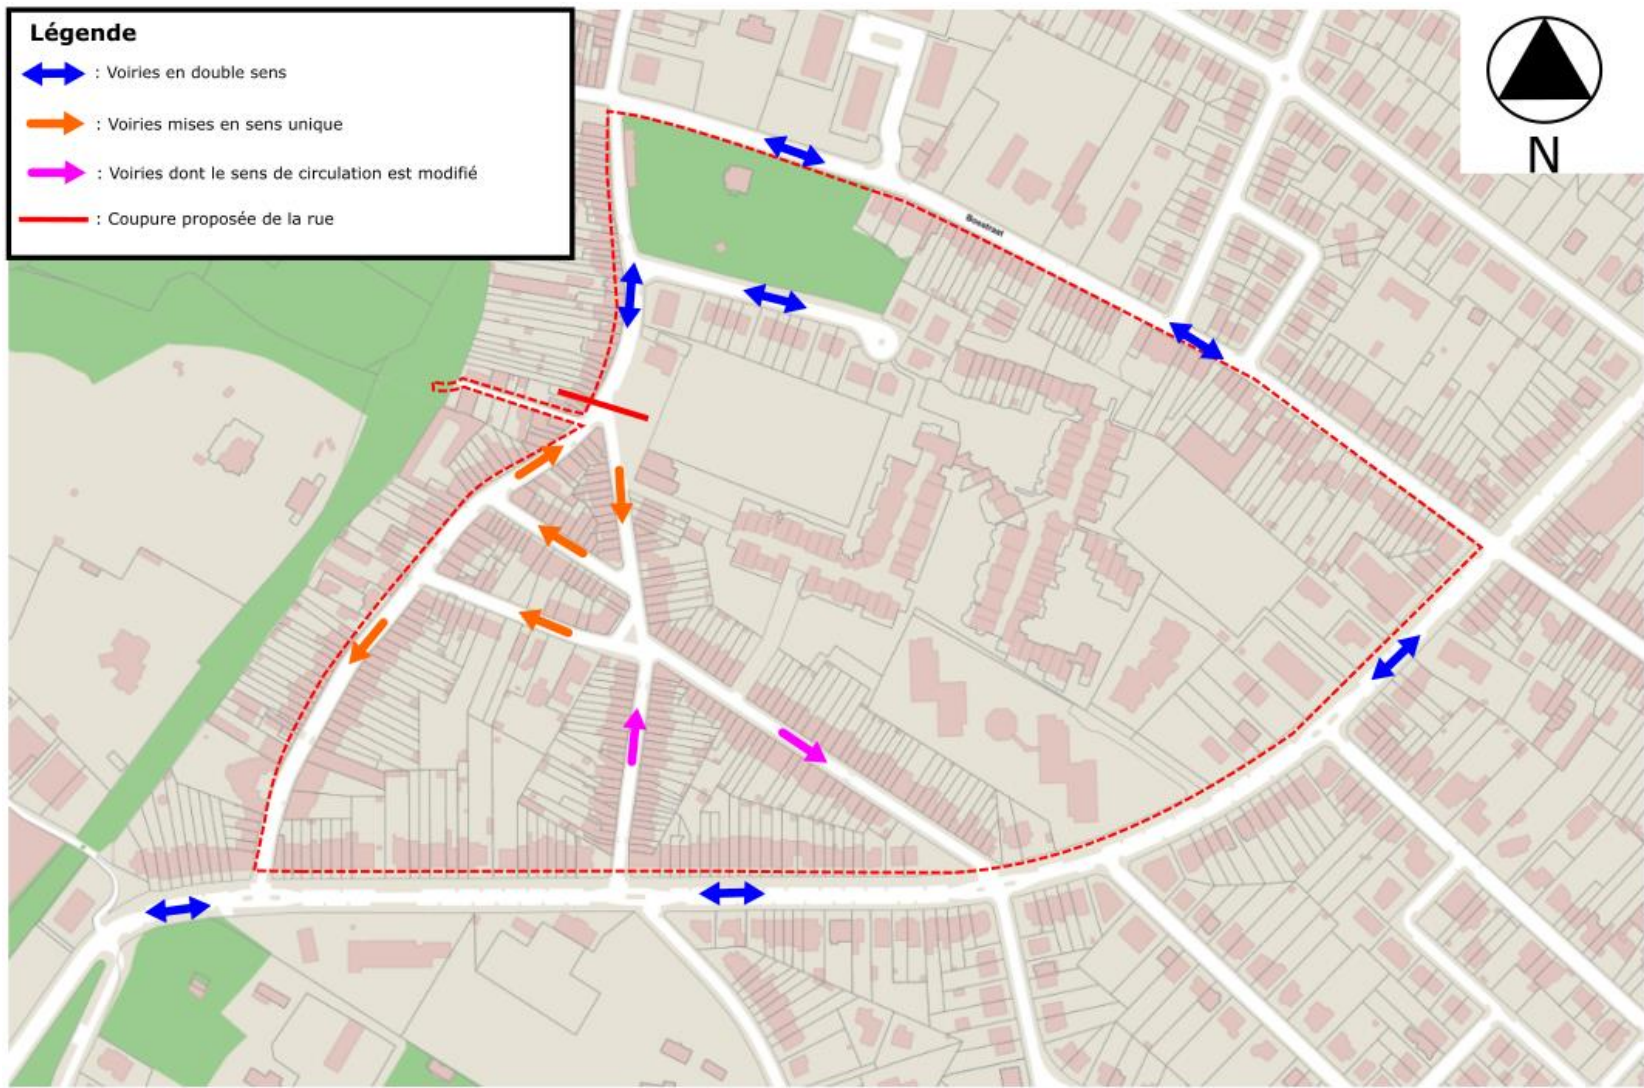 Légende
: Voiries en double sens
: Voiries mises en sens unique
: Voiries dont le sens de circulation est modifié
: Coupure proposée de la rue
N
Bosstraat